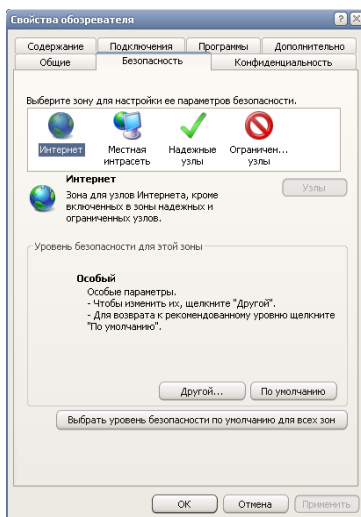 Свойства обозревателя
Содержание Подключения Программы Дополнительно
Общие Безопасность Конфиденциальность
Выберите зону для настройки ее параметров безопасности.
Интернет Местная интрасеть Надежные узлы Ограничен... узлы
Интернет
Узлы
Зона для узлов Интернета, кроме
включенных в зоны надежных и
ограниченных узлов.
Уровень безопасности для этой зоны
Особый
Особые параметры.
- Чтобы изменить их, щелкните "Другой".
- Для возврата к рекомендованному уровню щелкните
"По умолчанию".
Другой... По умолчанию
Выбрать уровень безопасности по умолчанию для всех зон
ОК Отмена Применить